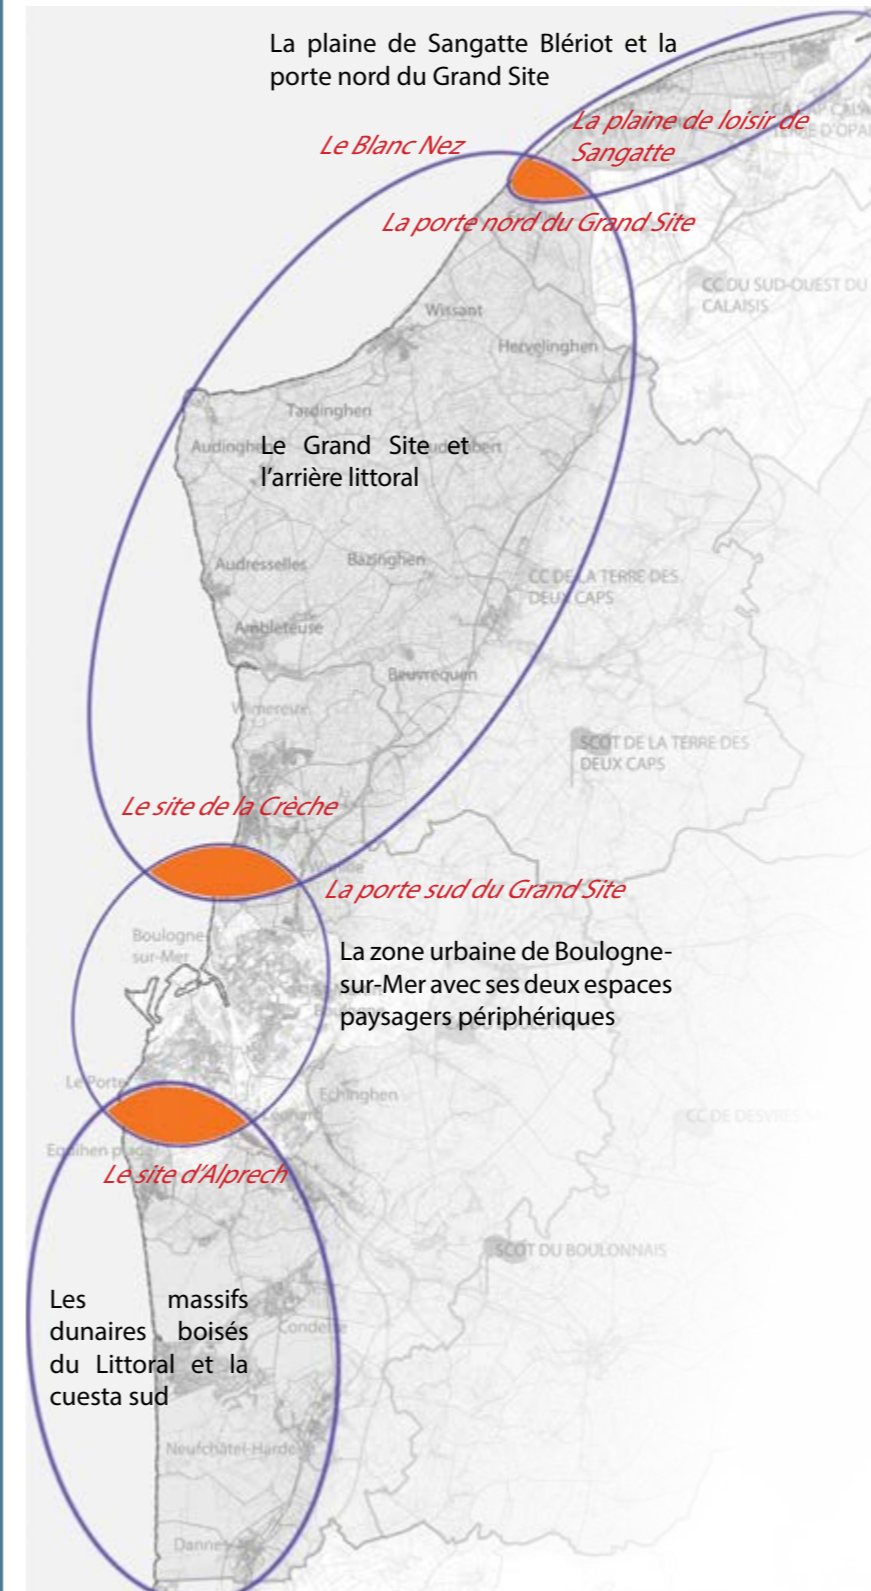 La plaine de Sangatte Blériot et la
porte nord du Grand Site
La plaine de loisir de
Sangatte
Le Blanc Nez
La porte nord du Grand Site
CC DU SUD-OUEST DU
CALAISIS
Wissant
Hervelinghen
Tardinghen
Le Grand Site et
l'arrière littoral
Audresselles
Bazinghen
CC DE LA TERRE DES
DEUX CAPS
Ambleteuse
Beuvrequen
Wimereux
SCOT DE LA TERRE DES
DEUX CAPS
Le site de la Crèche
La porte sud du Grand Site
Boulogne-
sur-Mer
La zone urbaine de Boulogne-
sur-Mer avec ses deux espaces
paysagers périphériques
Le Portel
Echinghen
CC DE DESVRES
Equihen plage
Le site d'Alprech
SCOT DU BOULONNAIS
Les massifs
dunaires boisés
du Littoral et la
cuesta sud
Condette
Neufchâtel-Hardelot
Dannes